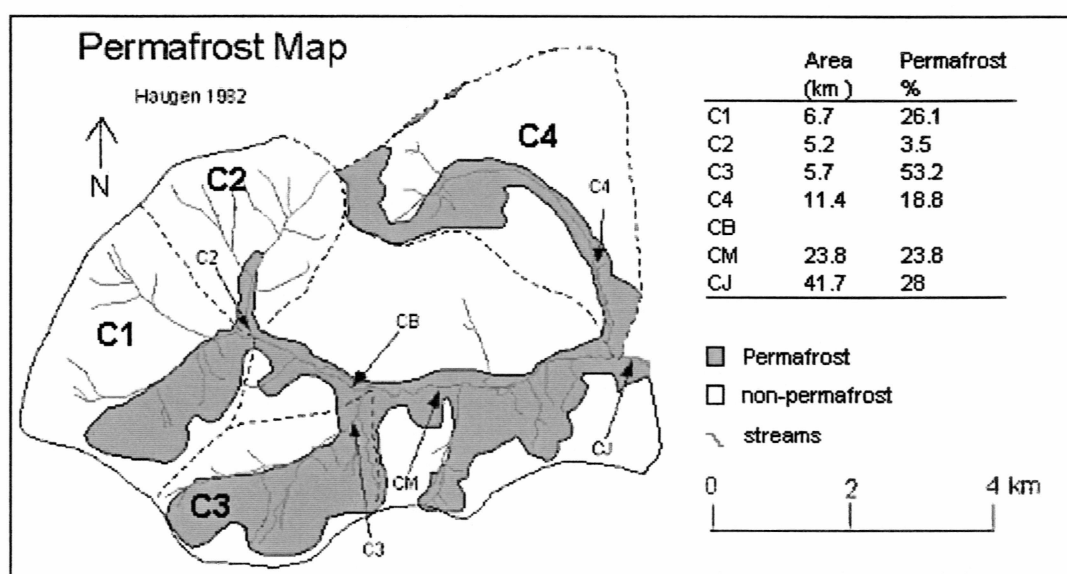 Permafrost Map
Haugen 1982
N
C4
C2
C4
C2
C1
CB
C3
CM
C3
CJ
Area Permafrost
(km ) %
C1 6.7 26.1
C2 5.2 3.5
C3 5.7 53.2
C4 11.4 18.8
CB
CM 23.8 23.8
CJ 41.7 28
Permafrost
non-permafrost
streams
0 2 4 km